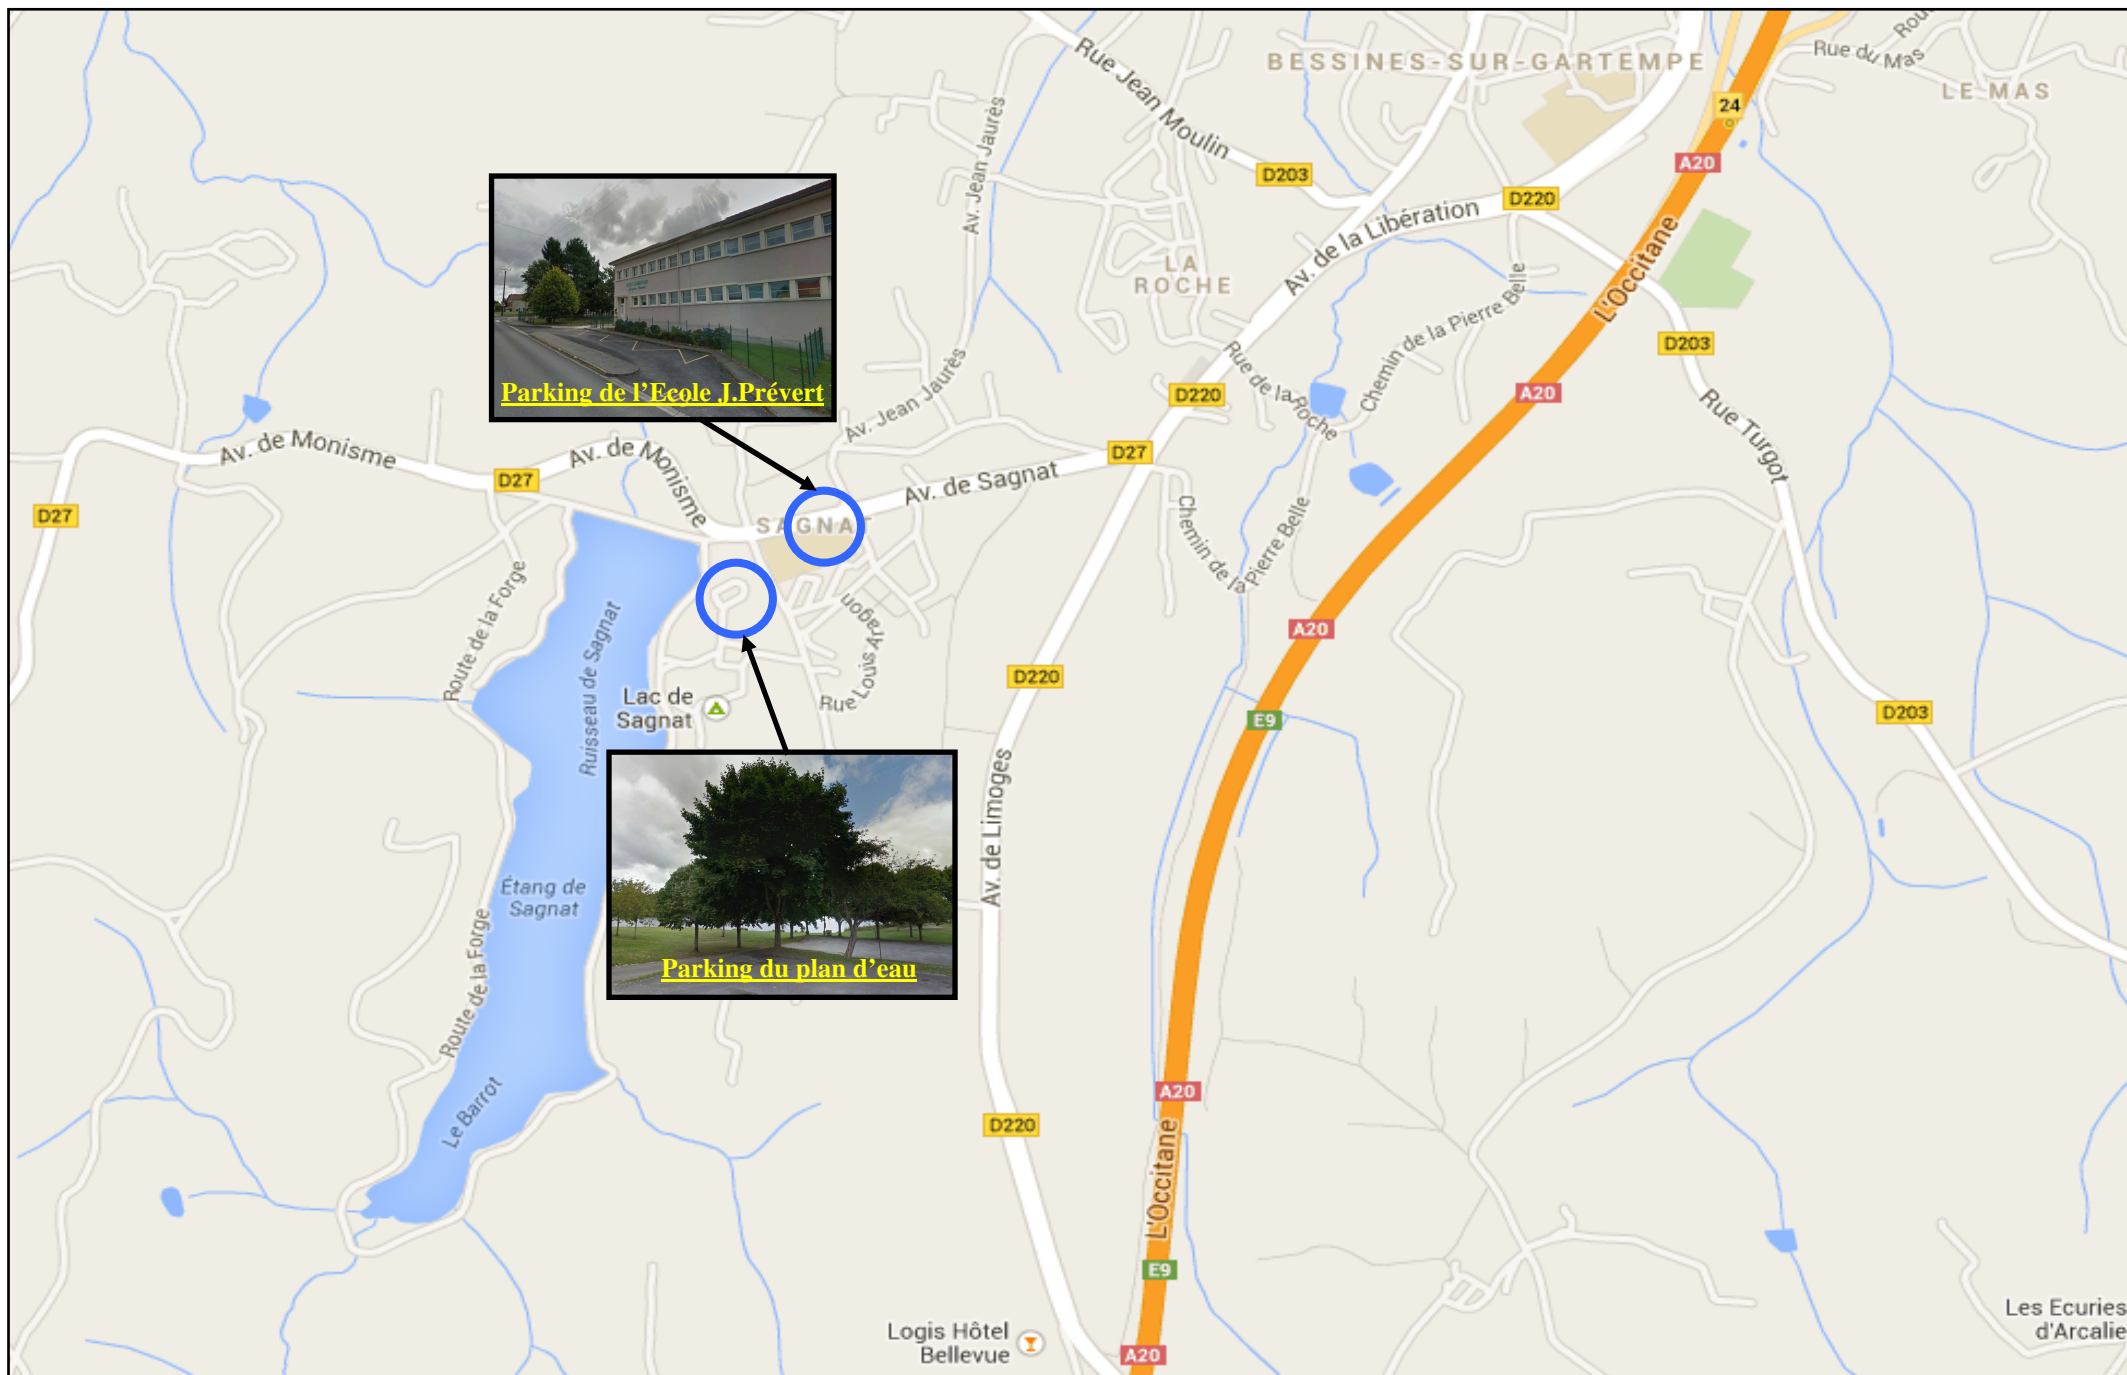 Rue Jean Moulin
BESSINES-SUR-GARTEMPE
Rue du Mas
LE MAS
24
A20
D203
D220
Av. Jean Jaurès
Av. de la Libération
LA
ROCHE
L'Occitane
Chemin de la Pierre Belle
D203
Rue de la Roche
D220
A20
Parking de l'Ecole J.Prévert
Av. Jean Jaurès
Rue Turgot
Av. de Monisme
Av. de Monisme
D27
D27
Av. de Sagnat
D27
D27
SAGNAT
Chemin de la Pierre Belle
Route de la Forge
Ruisseau de Sagnat
Rue Louis Aragon
A20
D220
Lac de
Sagnat
E9
D203
Av. de Limoges
Étang de
Sagnat
Parking du plan d'eau
Route de la Forge
Le Barrot
A20
D220
L'Occitane
E9
Logis Hôtel
Bellevue
A20
Les Ecuries
d'Arcalie